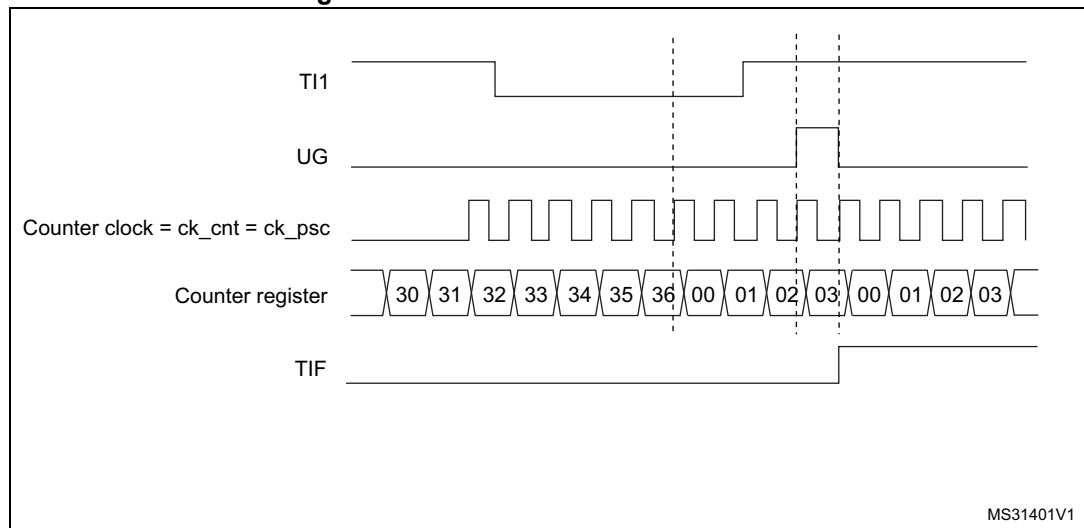 TI1
UG
Counter clock = ck_cnt = ck_psc
Counter register 30 31 32 33 34 35 36 00 01 02 03 00 01 02 03
TIF
MS31401V1